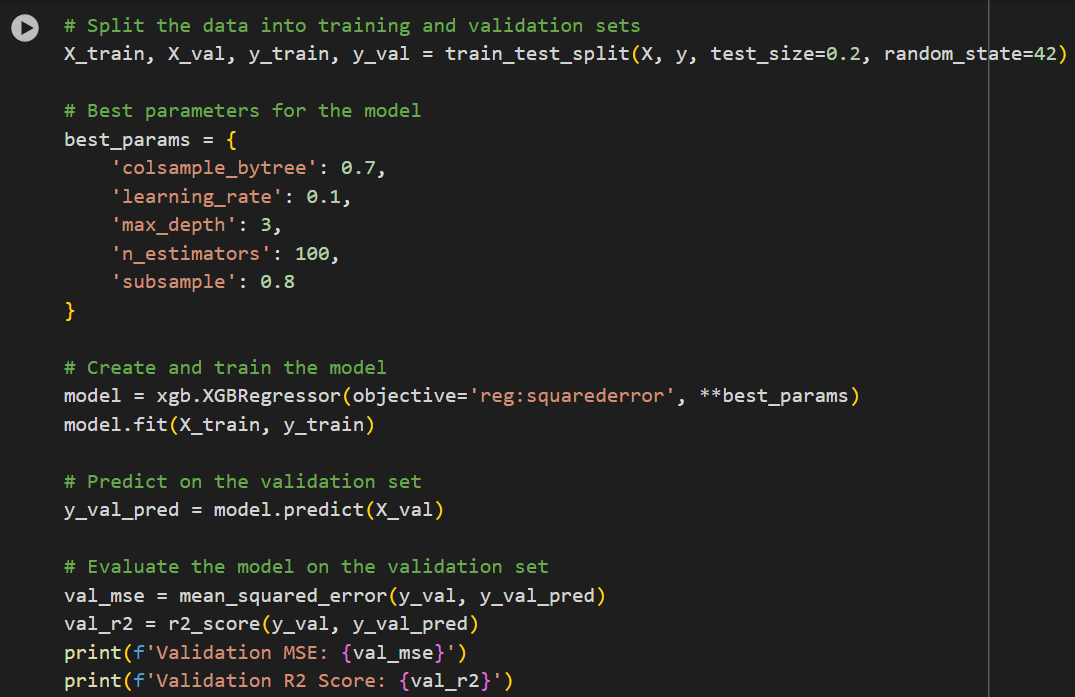 # Split the data into training and validation sets
X_train, X_val, y_train, y_val = train_test_split(X, y, test_size=0.2, random_state=42)
# Best parameters for the model
best_params = {
    'colsample_bytree': 0.7,
    'learning_rate': 0.1,
    'max_depth': 3,
    'n_estimators': 100,
    'subsample': 0.8
}
# Create and train the model
model = xgb.XGBRegressor(objective='reg:squarederror', **best_params)
model.fit(X_train, y_train)
# Predict on the validation set
y_val_pred = model.predict(X_val)
# Evaluate the model on the validation set
val_mse = mean_squared_error(y_val, y_val_pred)
val_r2 = r2_score(y_val, y_val_pred)
print(f'Validation MSE: {val_mse}')
print(f'Validation R2 Score: {val_r2}')